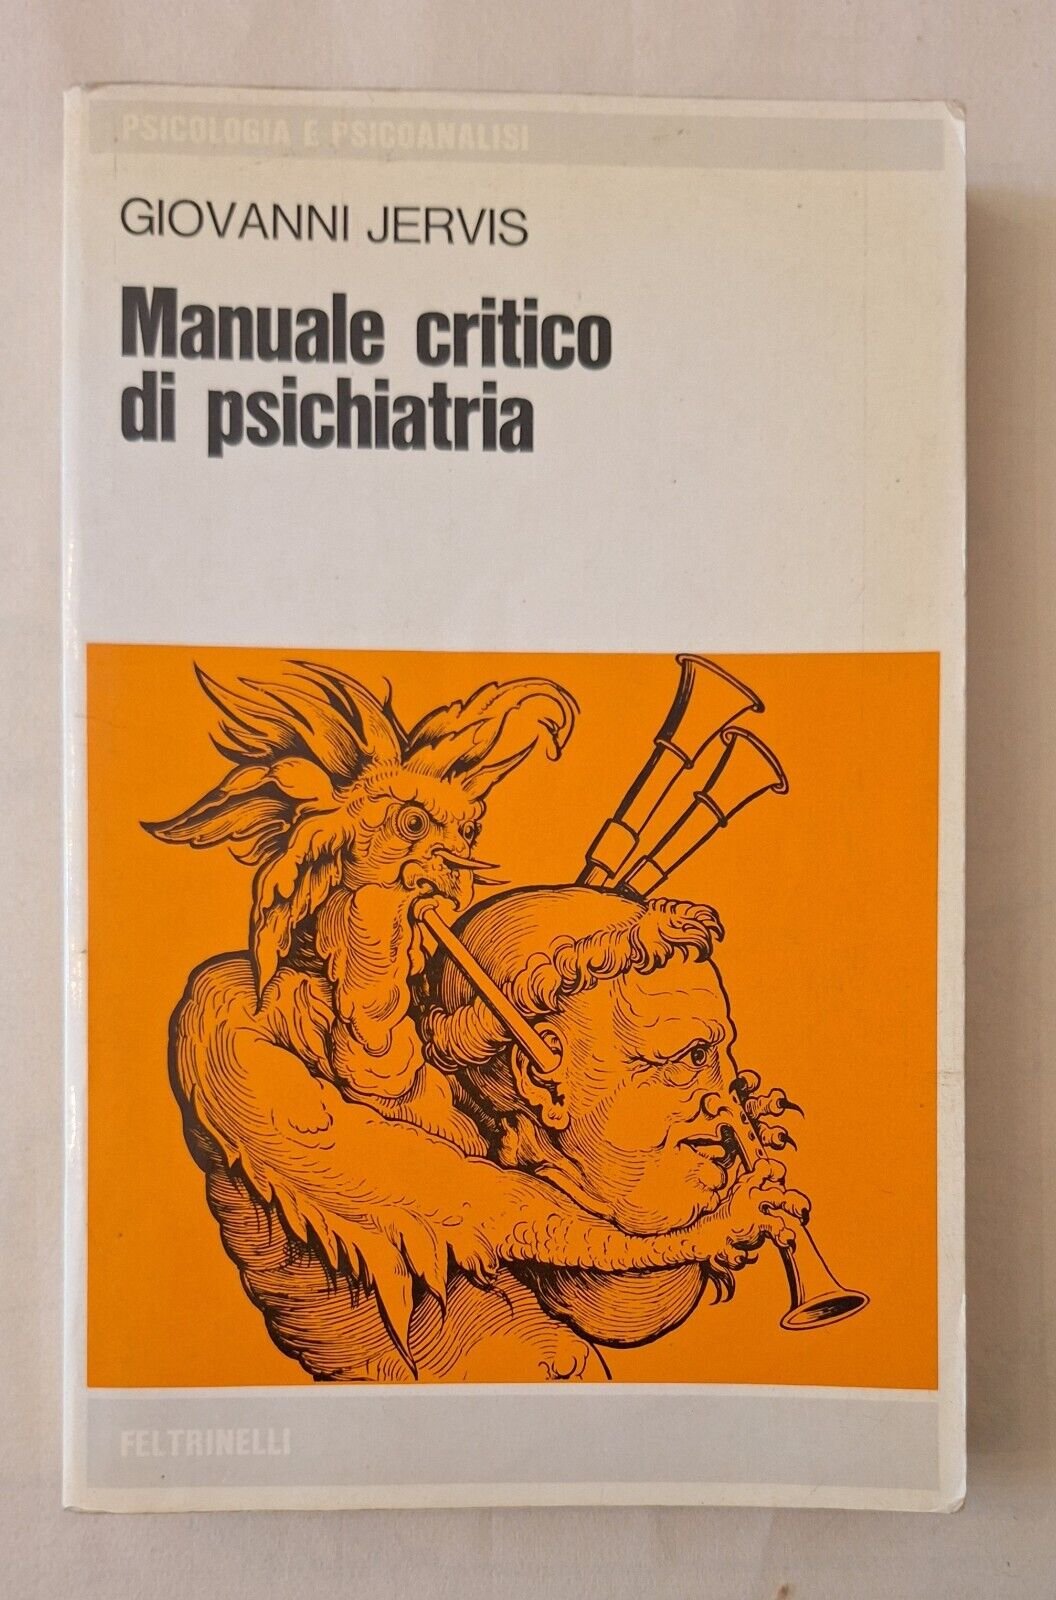 PSICOLOGIA E PSICOANALISI
GIOVANNI JERVIS
Manuale critico
di psichiatria
FELTRINELLI